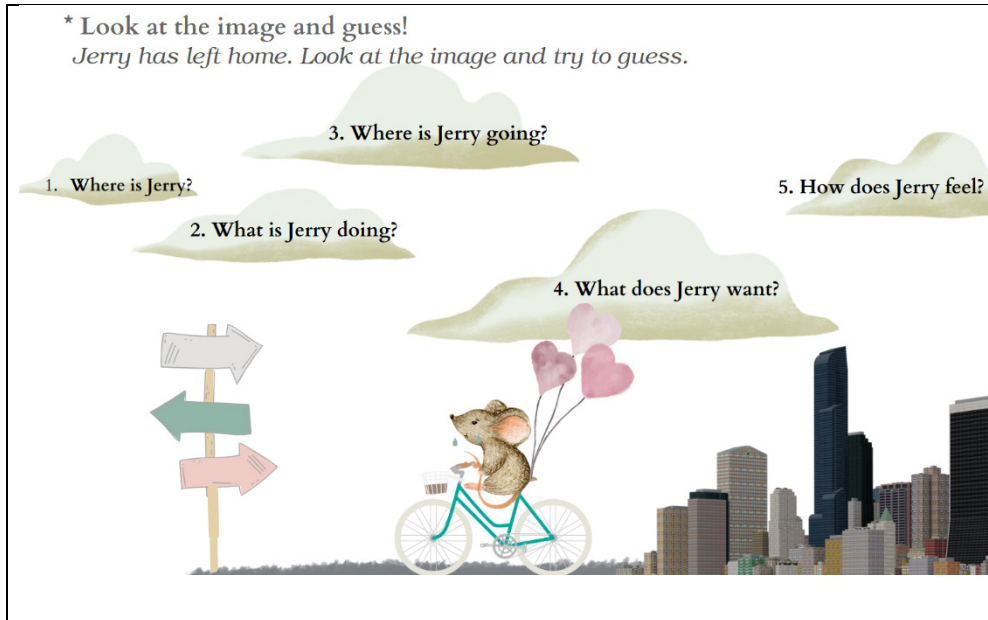 * Look at the image and guess!
Jerry has left home. Look at the image and try to guess.
1. Where is Jerry?
2. What is Jerry doing?
3. Where is Jerry going?
4. What does Jerry want?
5. How does Jerry feel?